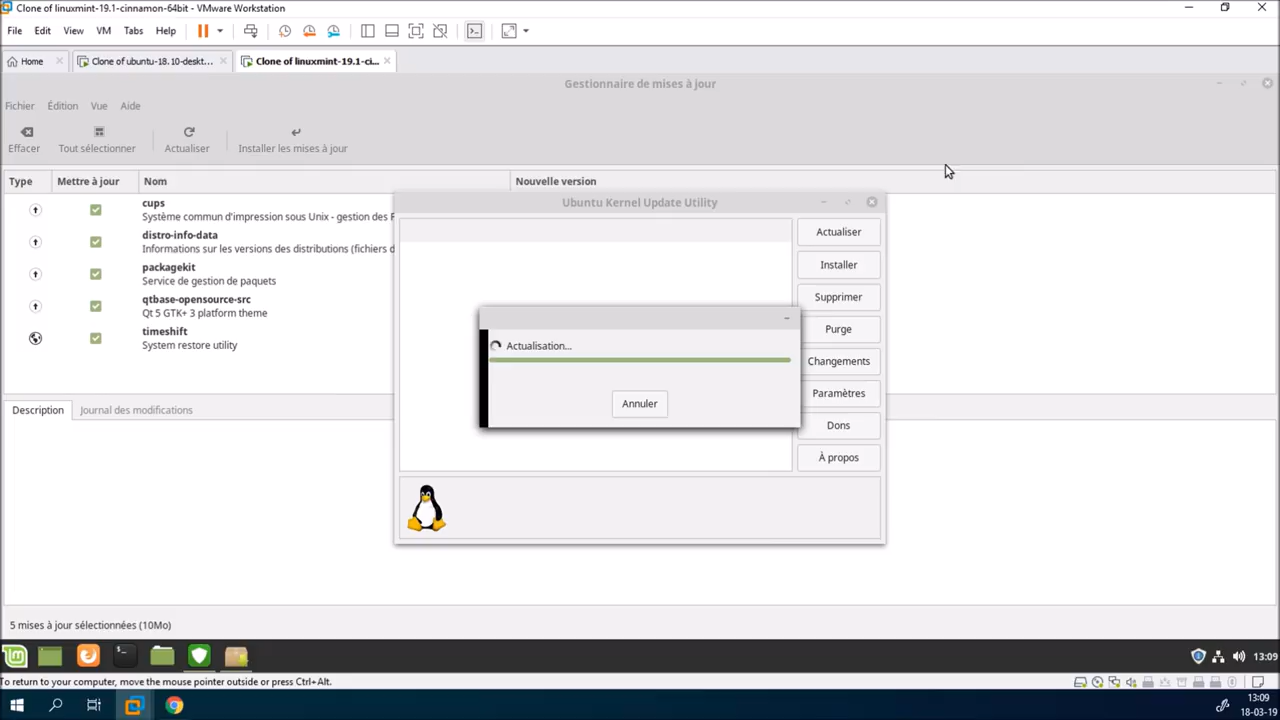 Clone of linuxmint-19.1-cinnamon-64bit - VMware Workstation
File Edit View VM Tabs Help
Home Clone of ubuntu-18.10-deskt... Clone of linuxmint-19.1-ci...
Gestionnaire de mises à jour
Fichier Édition Vue Aide
Effacer Tout sélectionner Actualiser Installer les mises à jour
Type Mettre à jour Nom Nouvelle version
cups
Système commun d'impression sous Unix - gestion des
distro-info-data
Informations sur les versions des distributions (fichiers d
packagekit
Service de gestion de paquets
qtbase-opensource-src
Qt 5 GTK+ 3 platform theme
timeshift
System restore utility
Ubuntu Kernel Update Utility
Actualiser
Installer
Supprimer
Purge
Changements
Paramètres
Dons
À propos
Actualisation...
Annuler
Description Journal des modifications
5 mises à jour sélectionnées (10Mo)
13:09
To return to your computer, move the mouse pointer outside or press Ctrl+Alt.
13:09
18-03-19